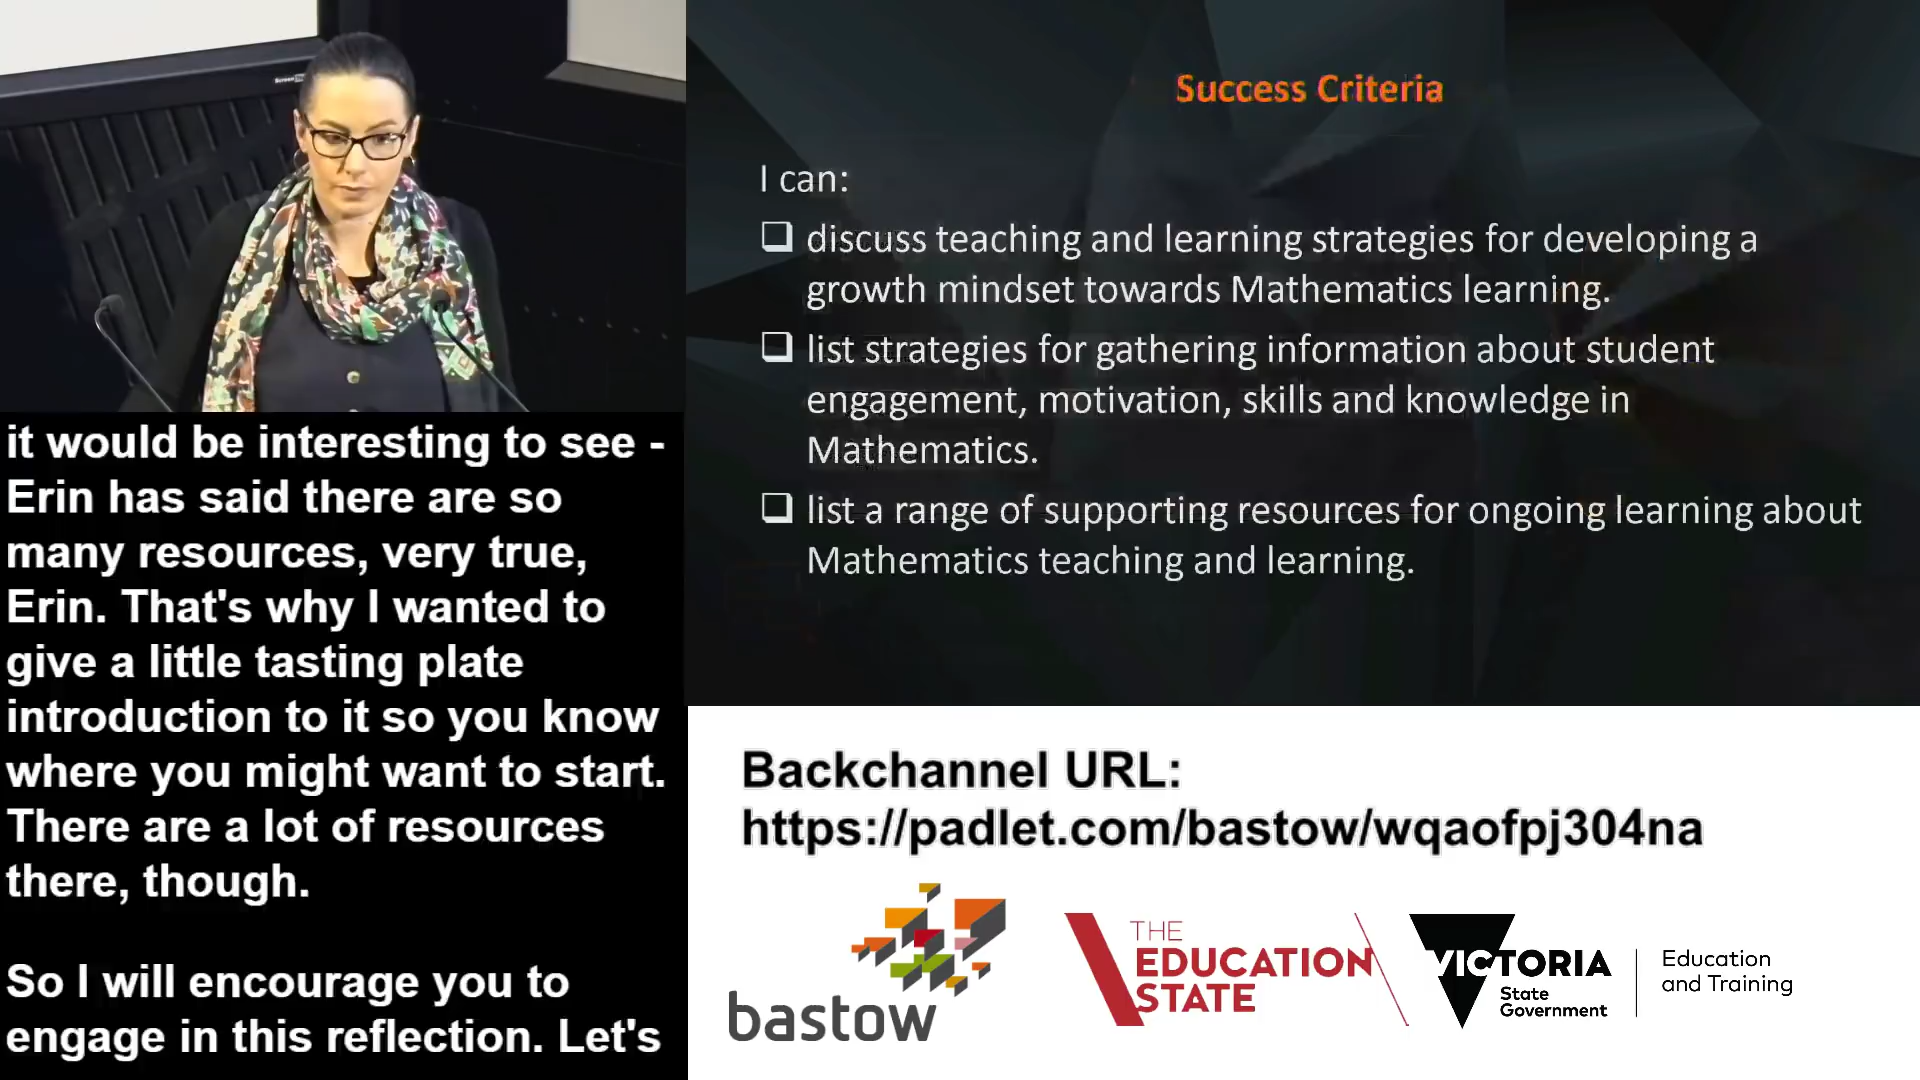 it would be interesting to see -
Erin has said there are so
many resources, very true,
Erin. That's why I wanted to
give a little tasting plate
introduction to it so you know
where you might want to start.
There are a lot of resources
there, though.
So I will encourage you to
engage in this reflection. Let's
Success Criteria
I can:
❑ discuss teaching and learning strategies for developing a
growth mindset towards Mathematics learning.
❑ list strategies for gathering information about student
engagement, motivation, skills and knowledge in
Mathematics.
❑ list a range of supporting resources for ongoing learning about
Mathematics teaching and learning.
Backchannel URL:
https://padlet.com/bastow/wqaofpj304na
bastow
THE
EDUCATION
STATE
VICTORIA
State
Government
Education
and Training